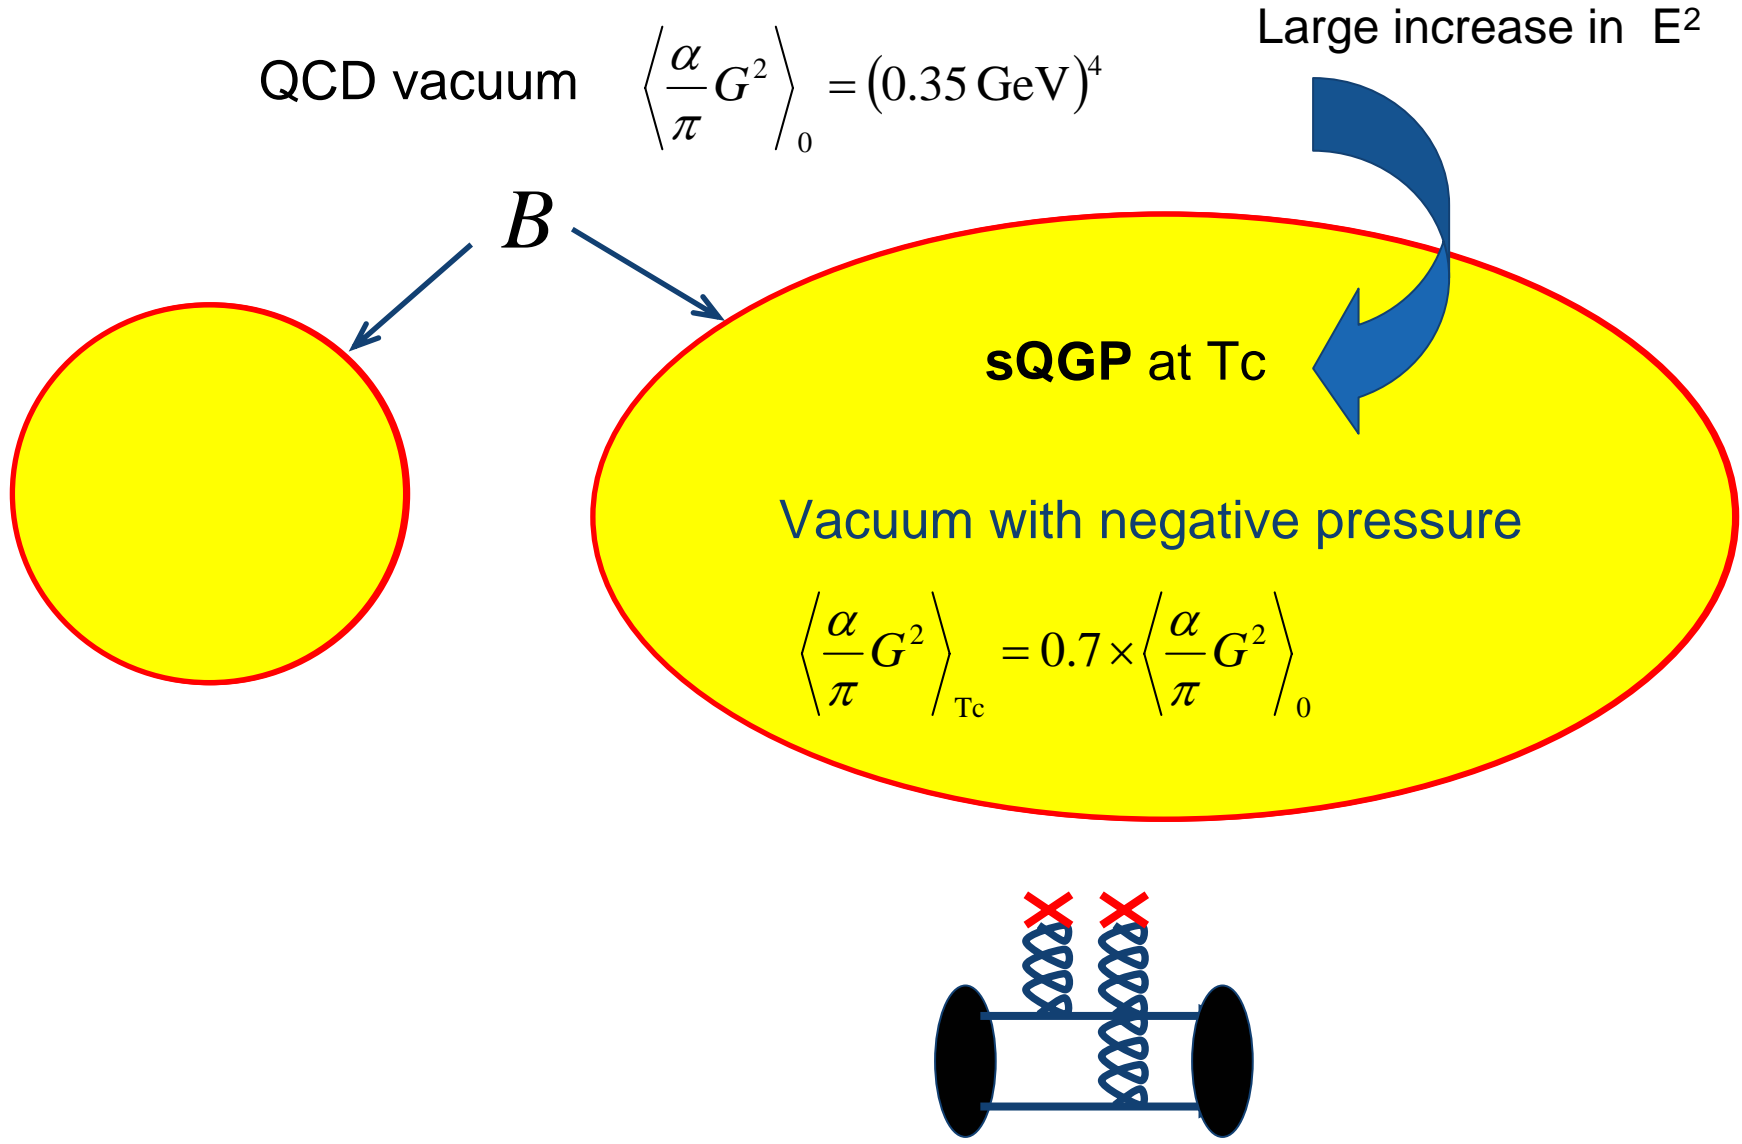 Large increase in E²
QCD vacuum ⟨α/π G²⟩₀ = (0.35 GeV)⁴
B
sQGP at Tc
Vacuum with negative pressure
⟨α/π G²⟩Tc = 0.7 × ⟨α/π G²⟩₀